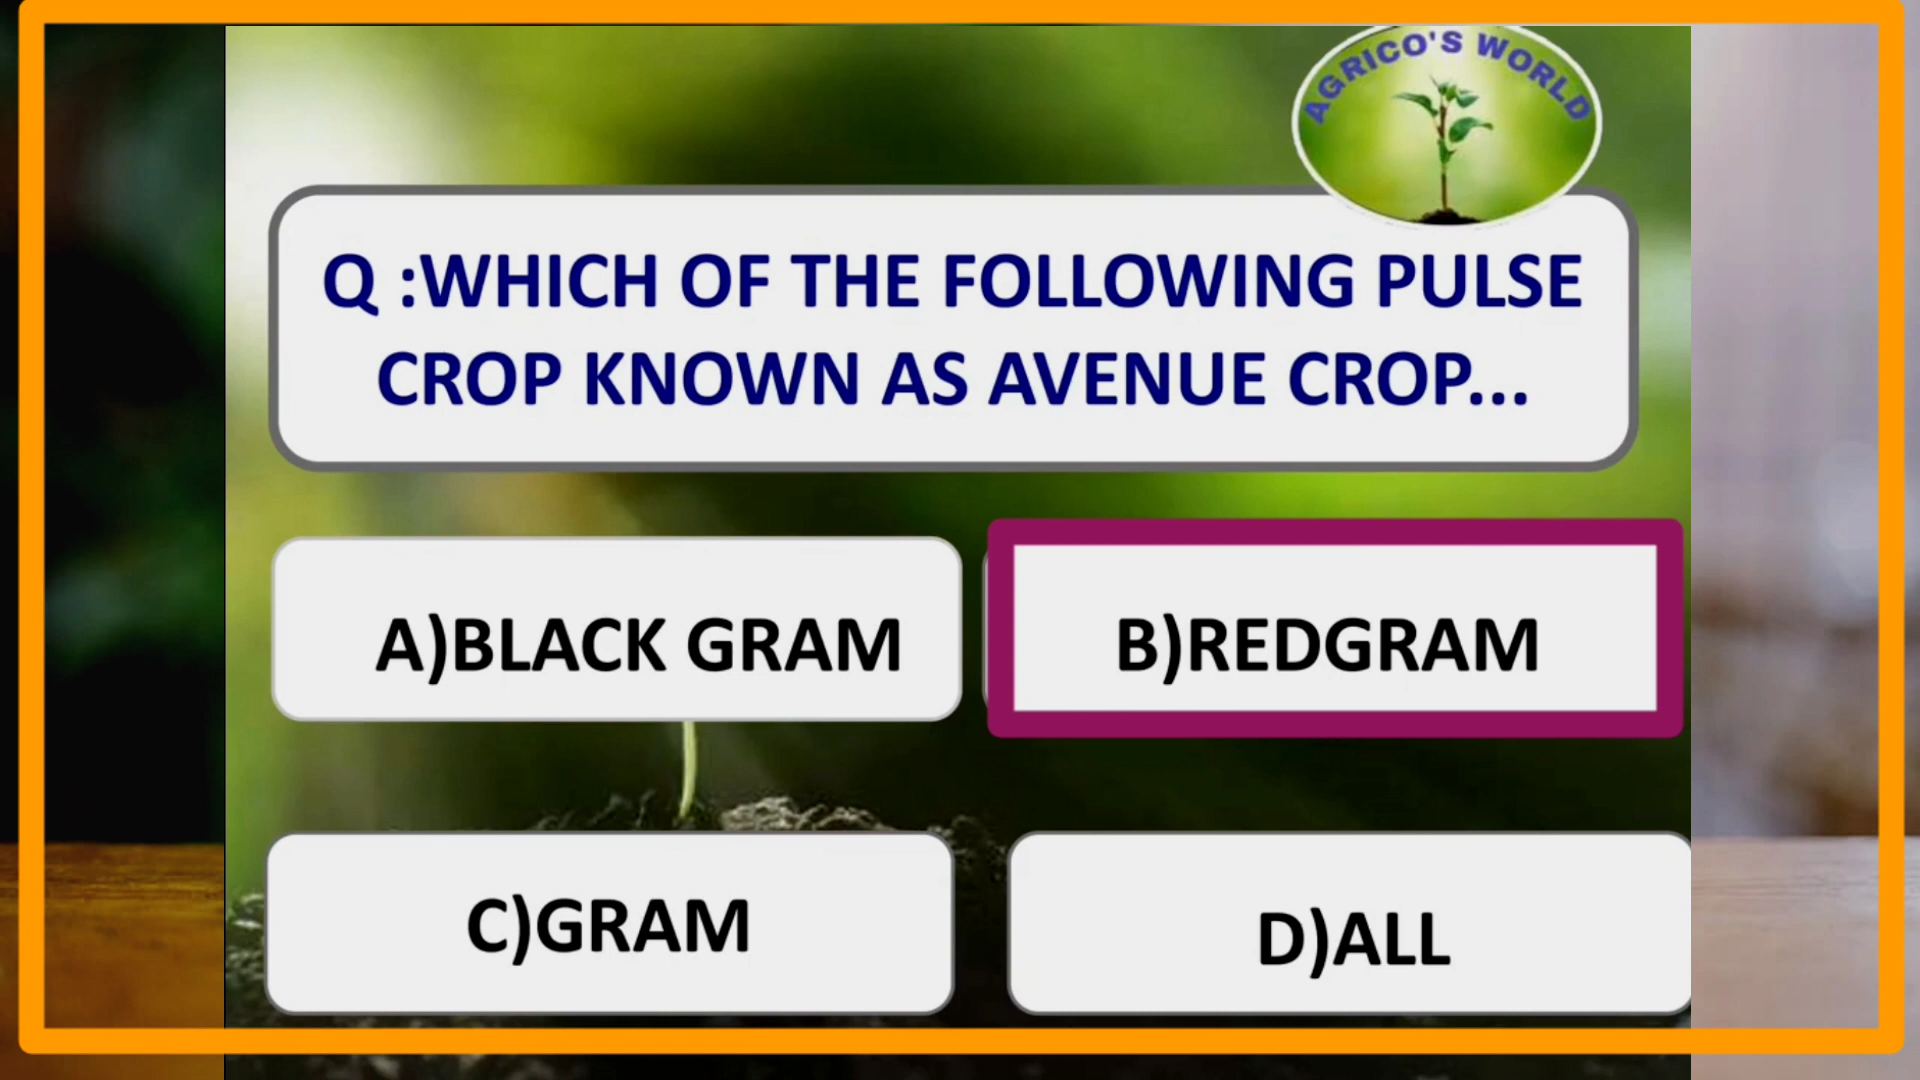 AGRICO'S WORLD
Q :WHICH OF THE FOLLOWING PULSE
CROP KNOWN AS AVENUE CROP...
A)BLACK GRAM
B)REDGRAM
C)GRAM
D)ALL